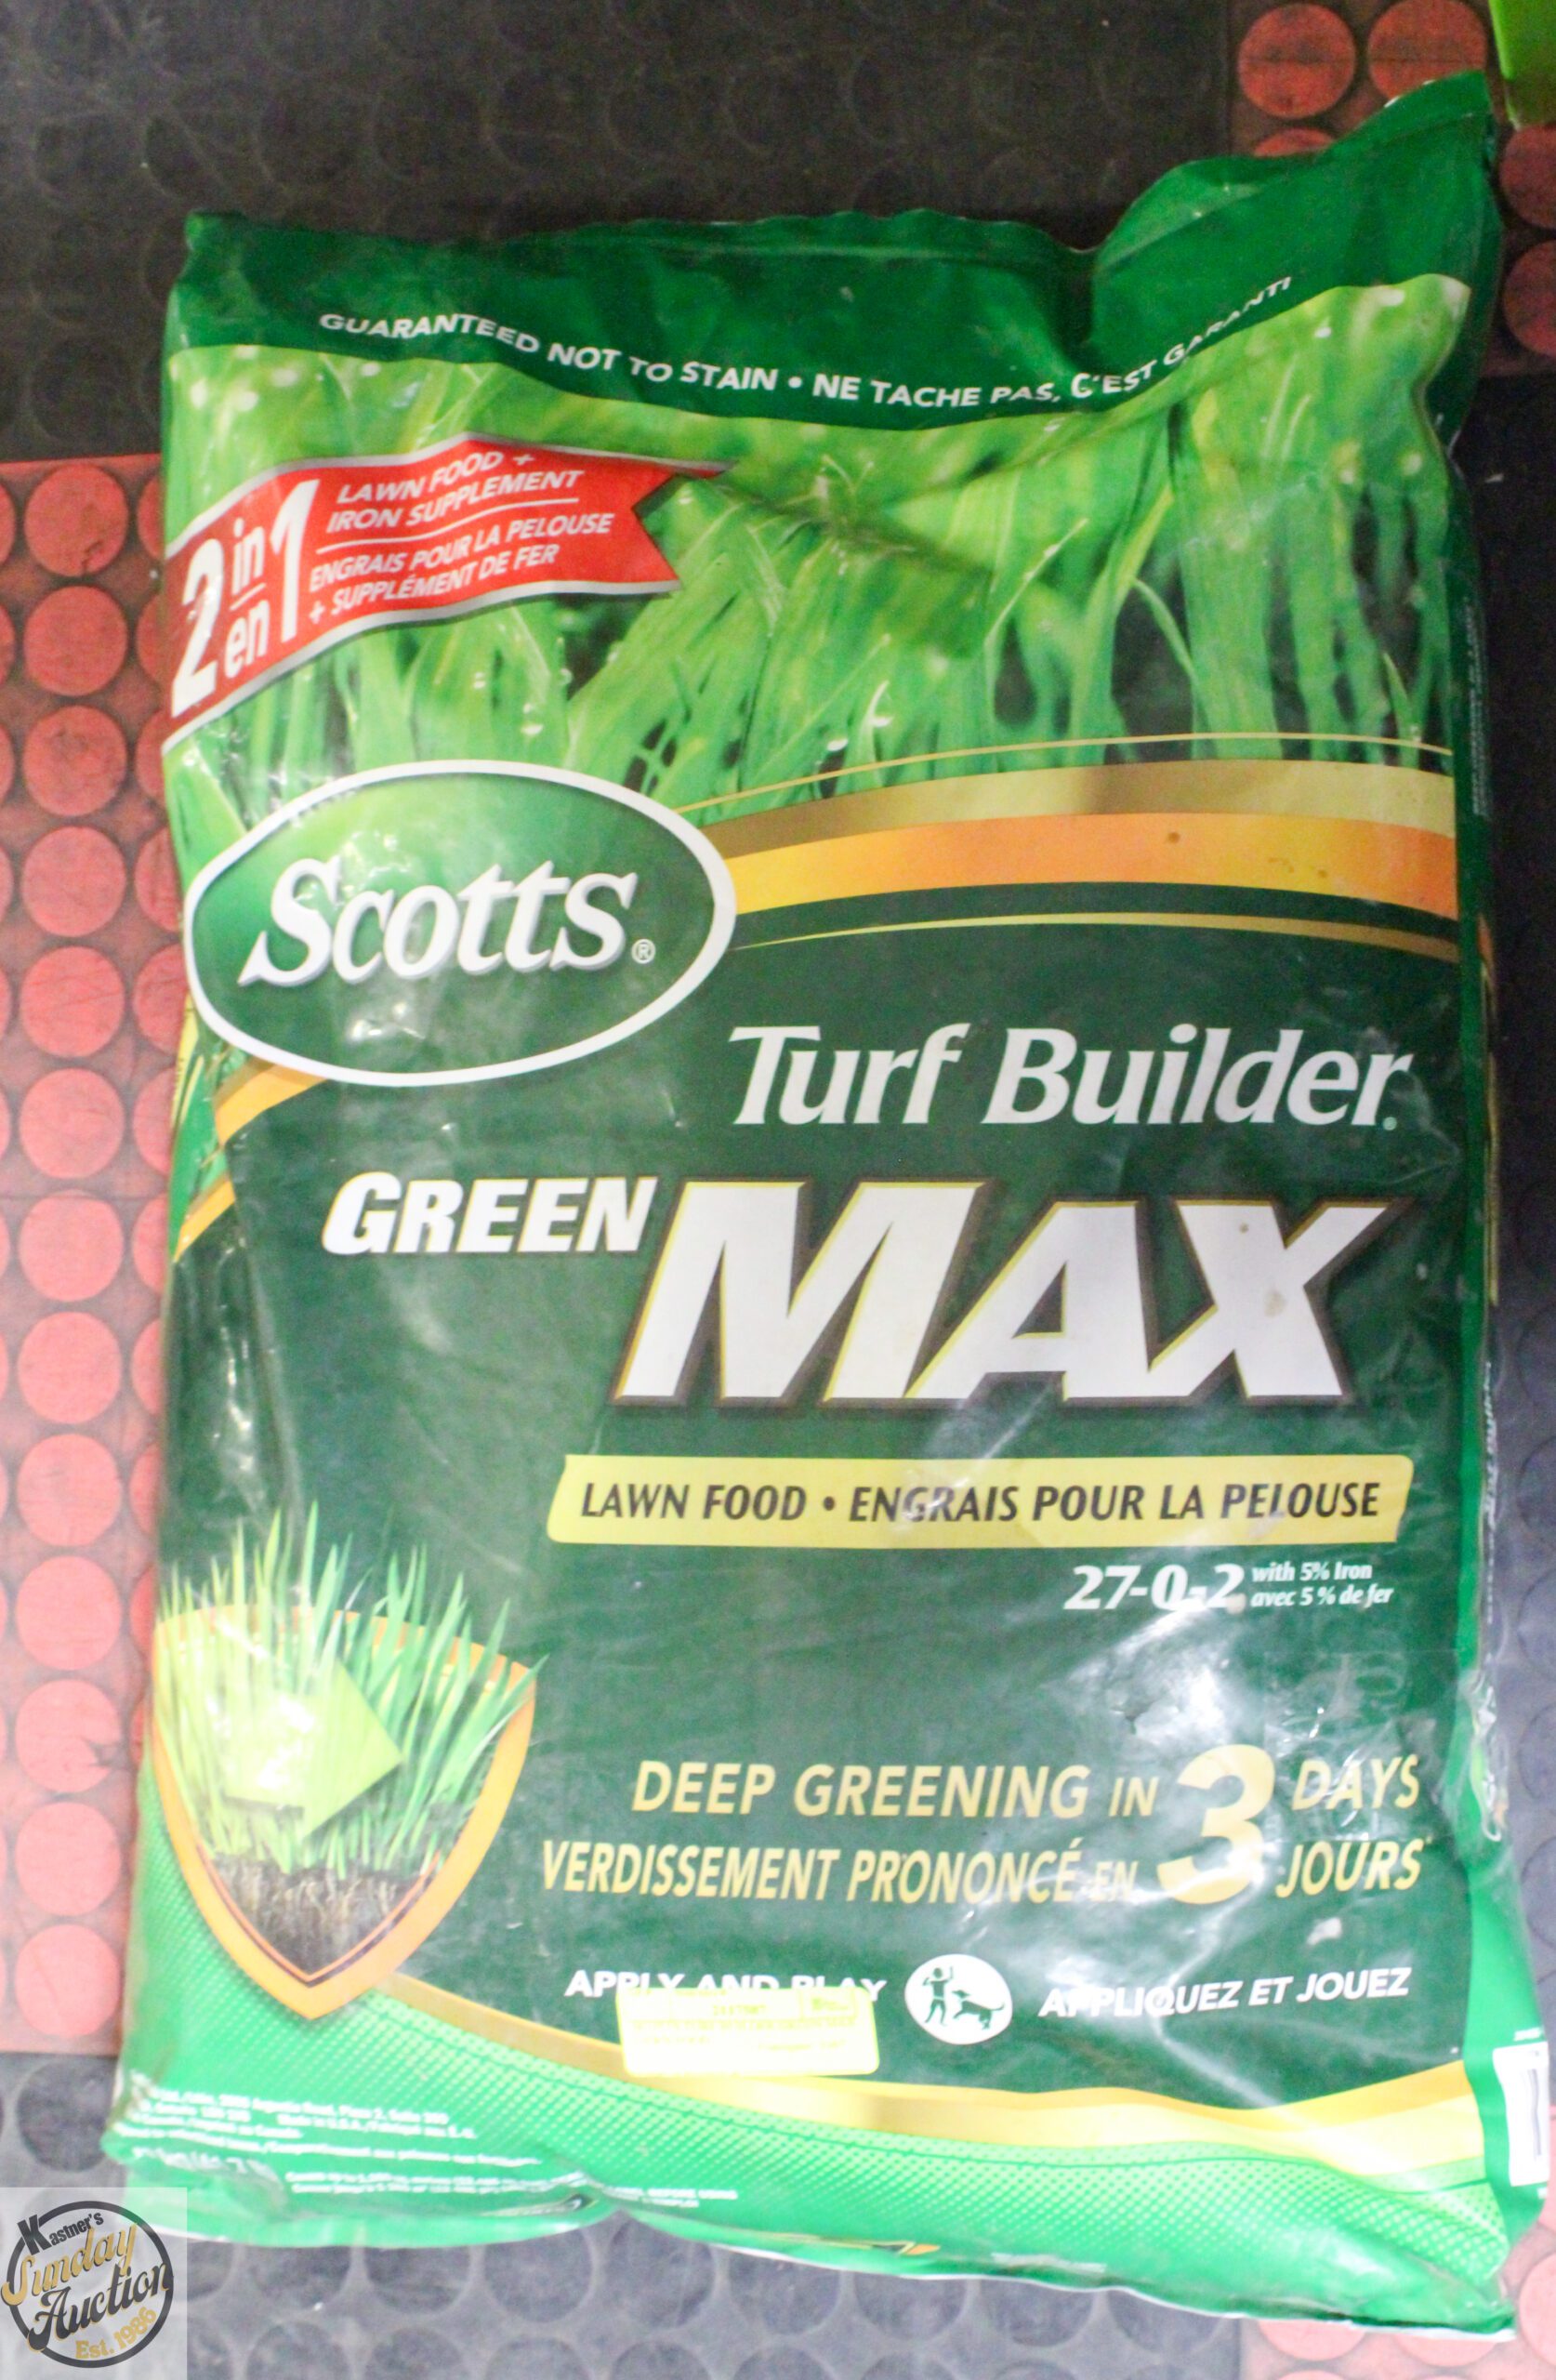 GUARANTEED NOT TO STAIN • NE TACHE PAS, C'EST GARANTI
2 in en 1
LAWN FOOD +
IRON SUPPLEMENT
ENGRAIS POUR LA PELOUSE
+ SUPPLÉMENT DE FER
Scotts®
Turf Builder®
GREEN MAX
LAWN FOOD • ENGRAIS POUR LA PELOUSE
27-0-2 with 5% Iron
avec 5 % de fer
DEEP GREENING IN 3 DAYS
VERDISSEMENT PRONONCÉ EN 3 JOURS*
APPLY AND PLAY APPLIQUEZ ET JOUEZ
Kastner's
Sunday
Auction
Est. 1986